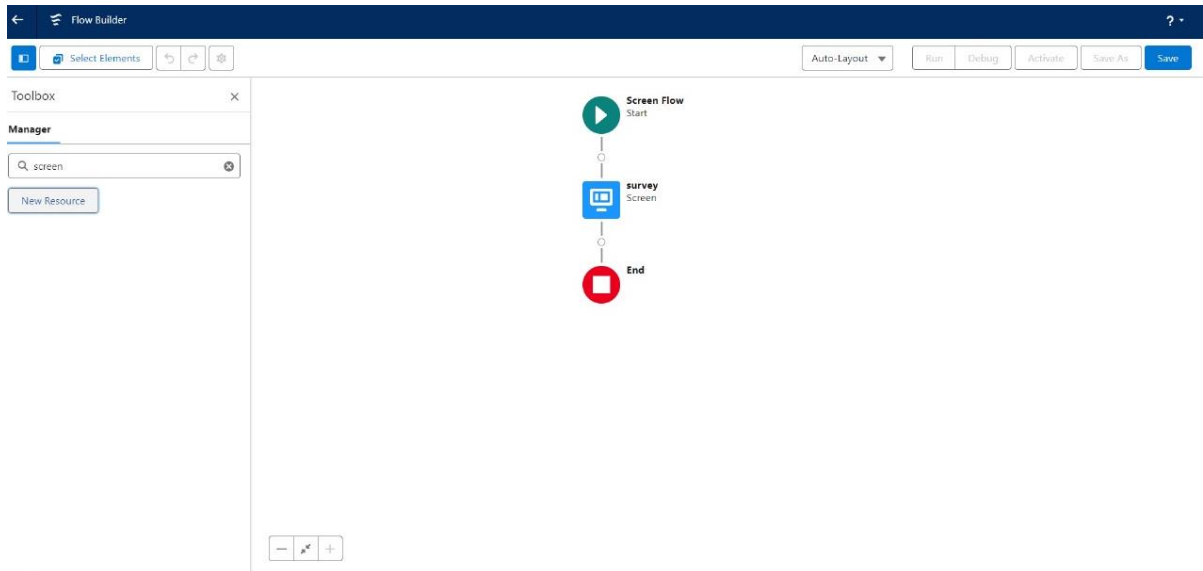 Flow Builder
?
Select Elements
Auto-Layout
Run
Debug
Activate
Save As
Save
Toolbox
Manager
screen
New Resource
Screen Flow
Start
survey
Screen
End